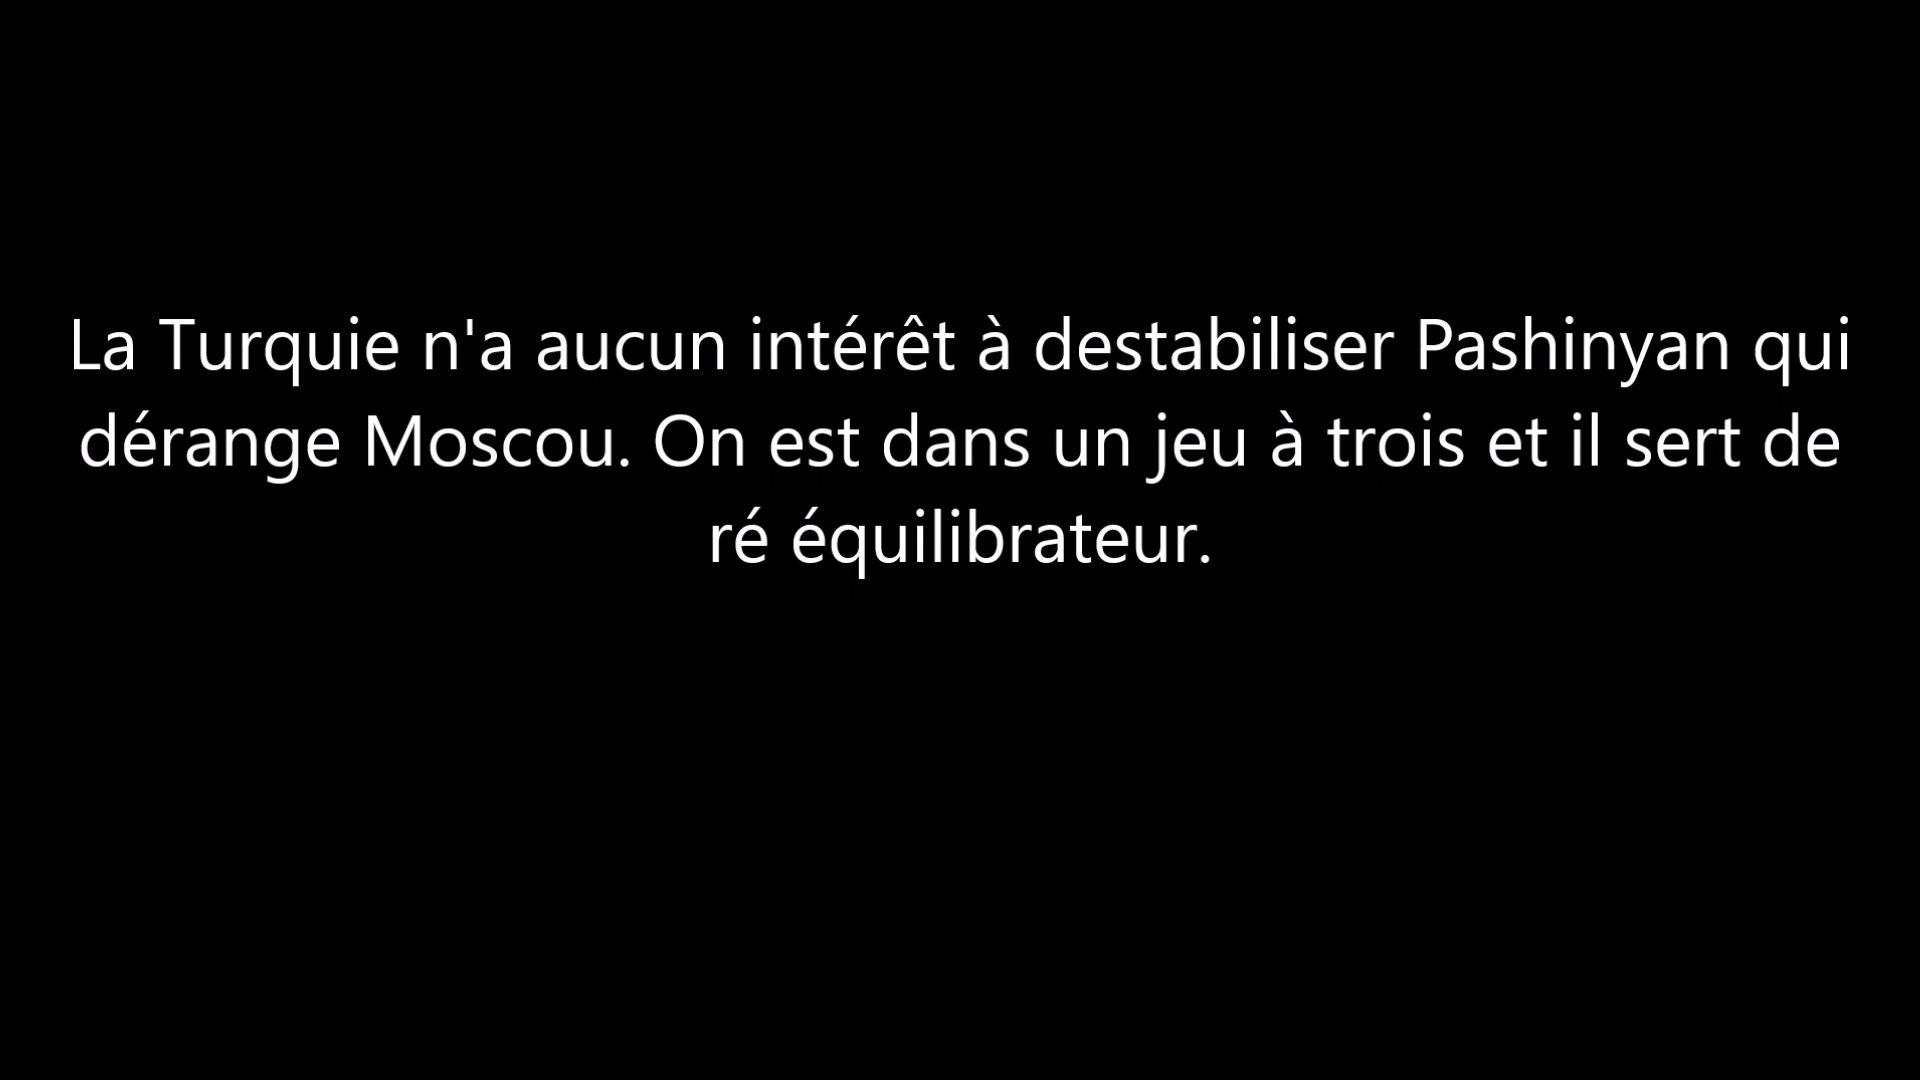 La Turquie n'a aucun intérêt à destabiliser Pashinyan qui
dérange Moscou. On est dans un jeu à trois et il sert de
ré équilibrateur.